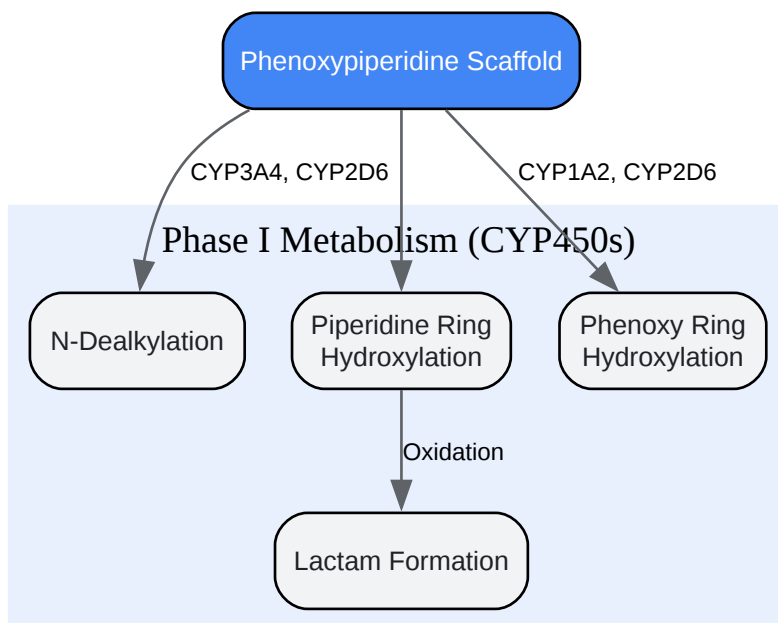 Phenoxypiperidine Scaffold
CYP3A4, CYP2D6
CYP1A2, CYP2D6
Phase I Metabolism (CYP450s)
N-Dealkylation
Piperidine Ring
Hydroxylation
Phenoxy Ring
Hydroxylation
Oxidation
Lactam Formation